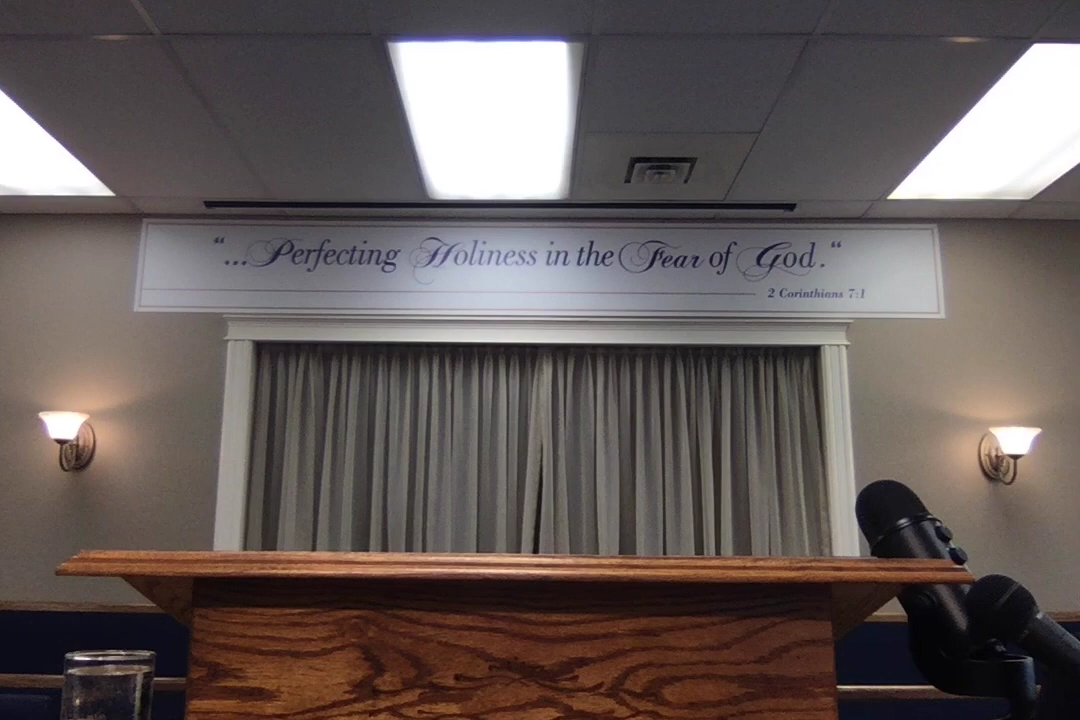 “...Perfecting Holiness in the Fear of God.“
2 Corinthians 7:1